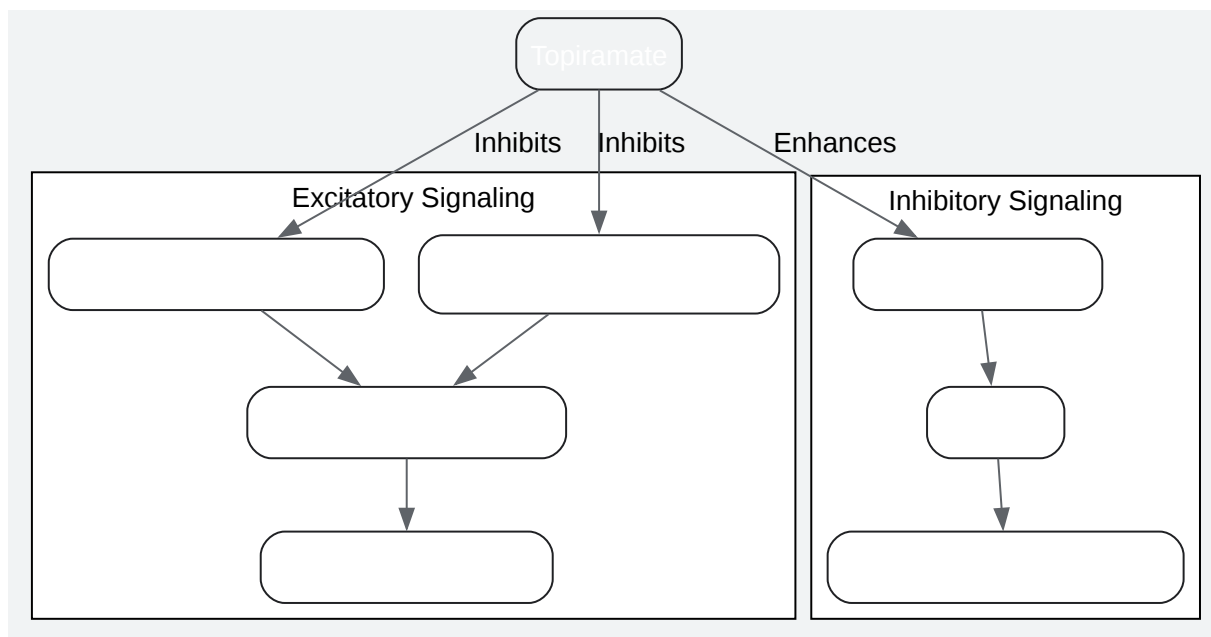 Topiramate
Inhibits
Inhibits
Enhances
Excitatory Signaling
Inhibitory Signaling